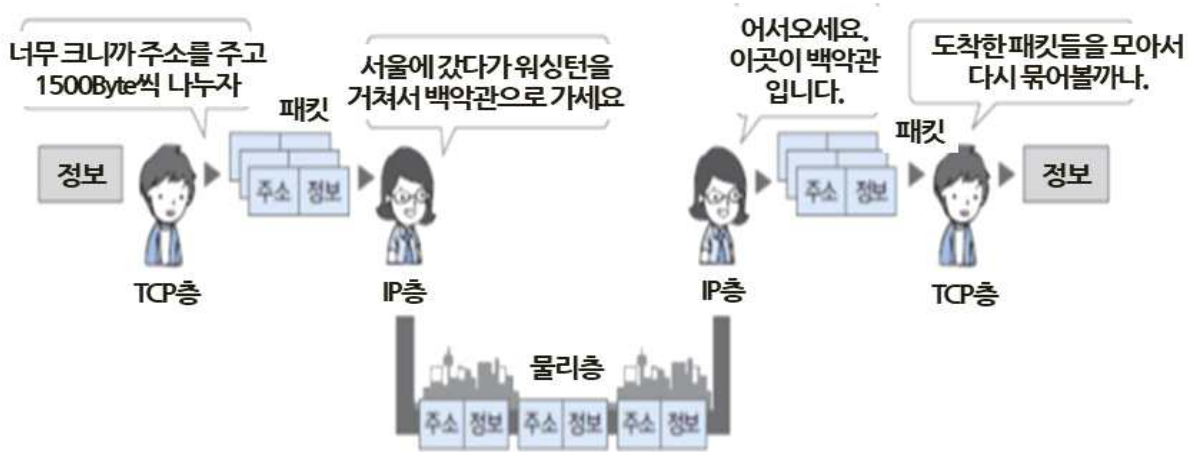 너무 크니까 주소를 주고
1500Byte씩 나누자
서울에 갔다가 워싱턴을
거쳐서 백악관으로 가세요
어서오세요.
이곳이 백악관
입니다.
도착한 패킷들을 모아서
다시 묶어볼까나.
정보
패킷
주소 정보
TCP층
IP층
패킷
주소 정보
정보
IP층
TCP층
물리층
주소 정보 주소 정보 주소 정보